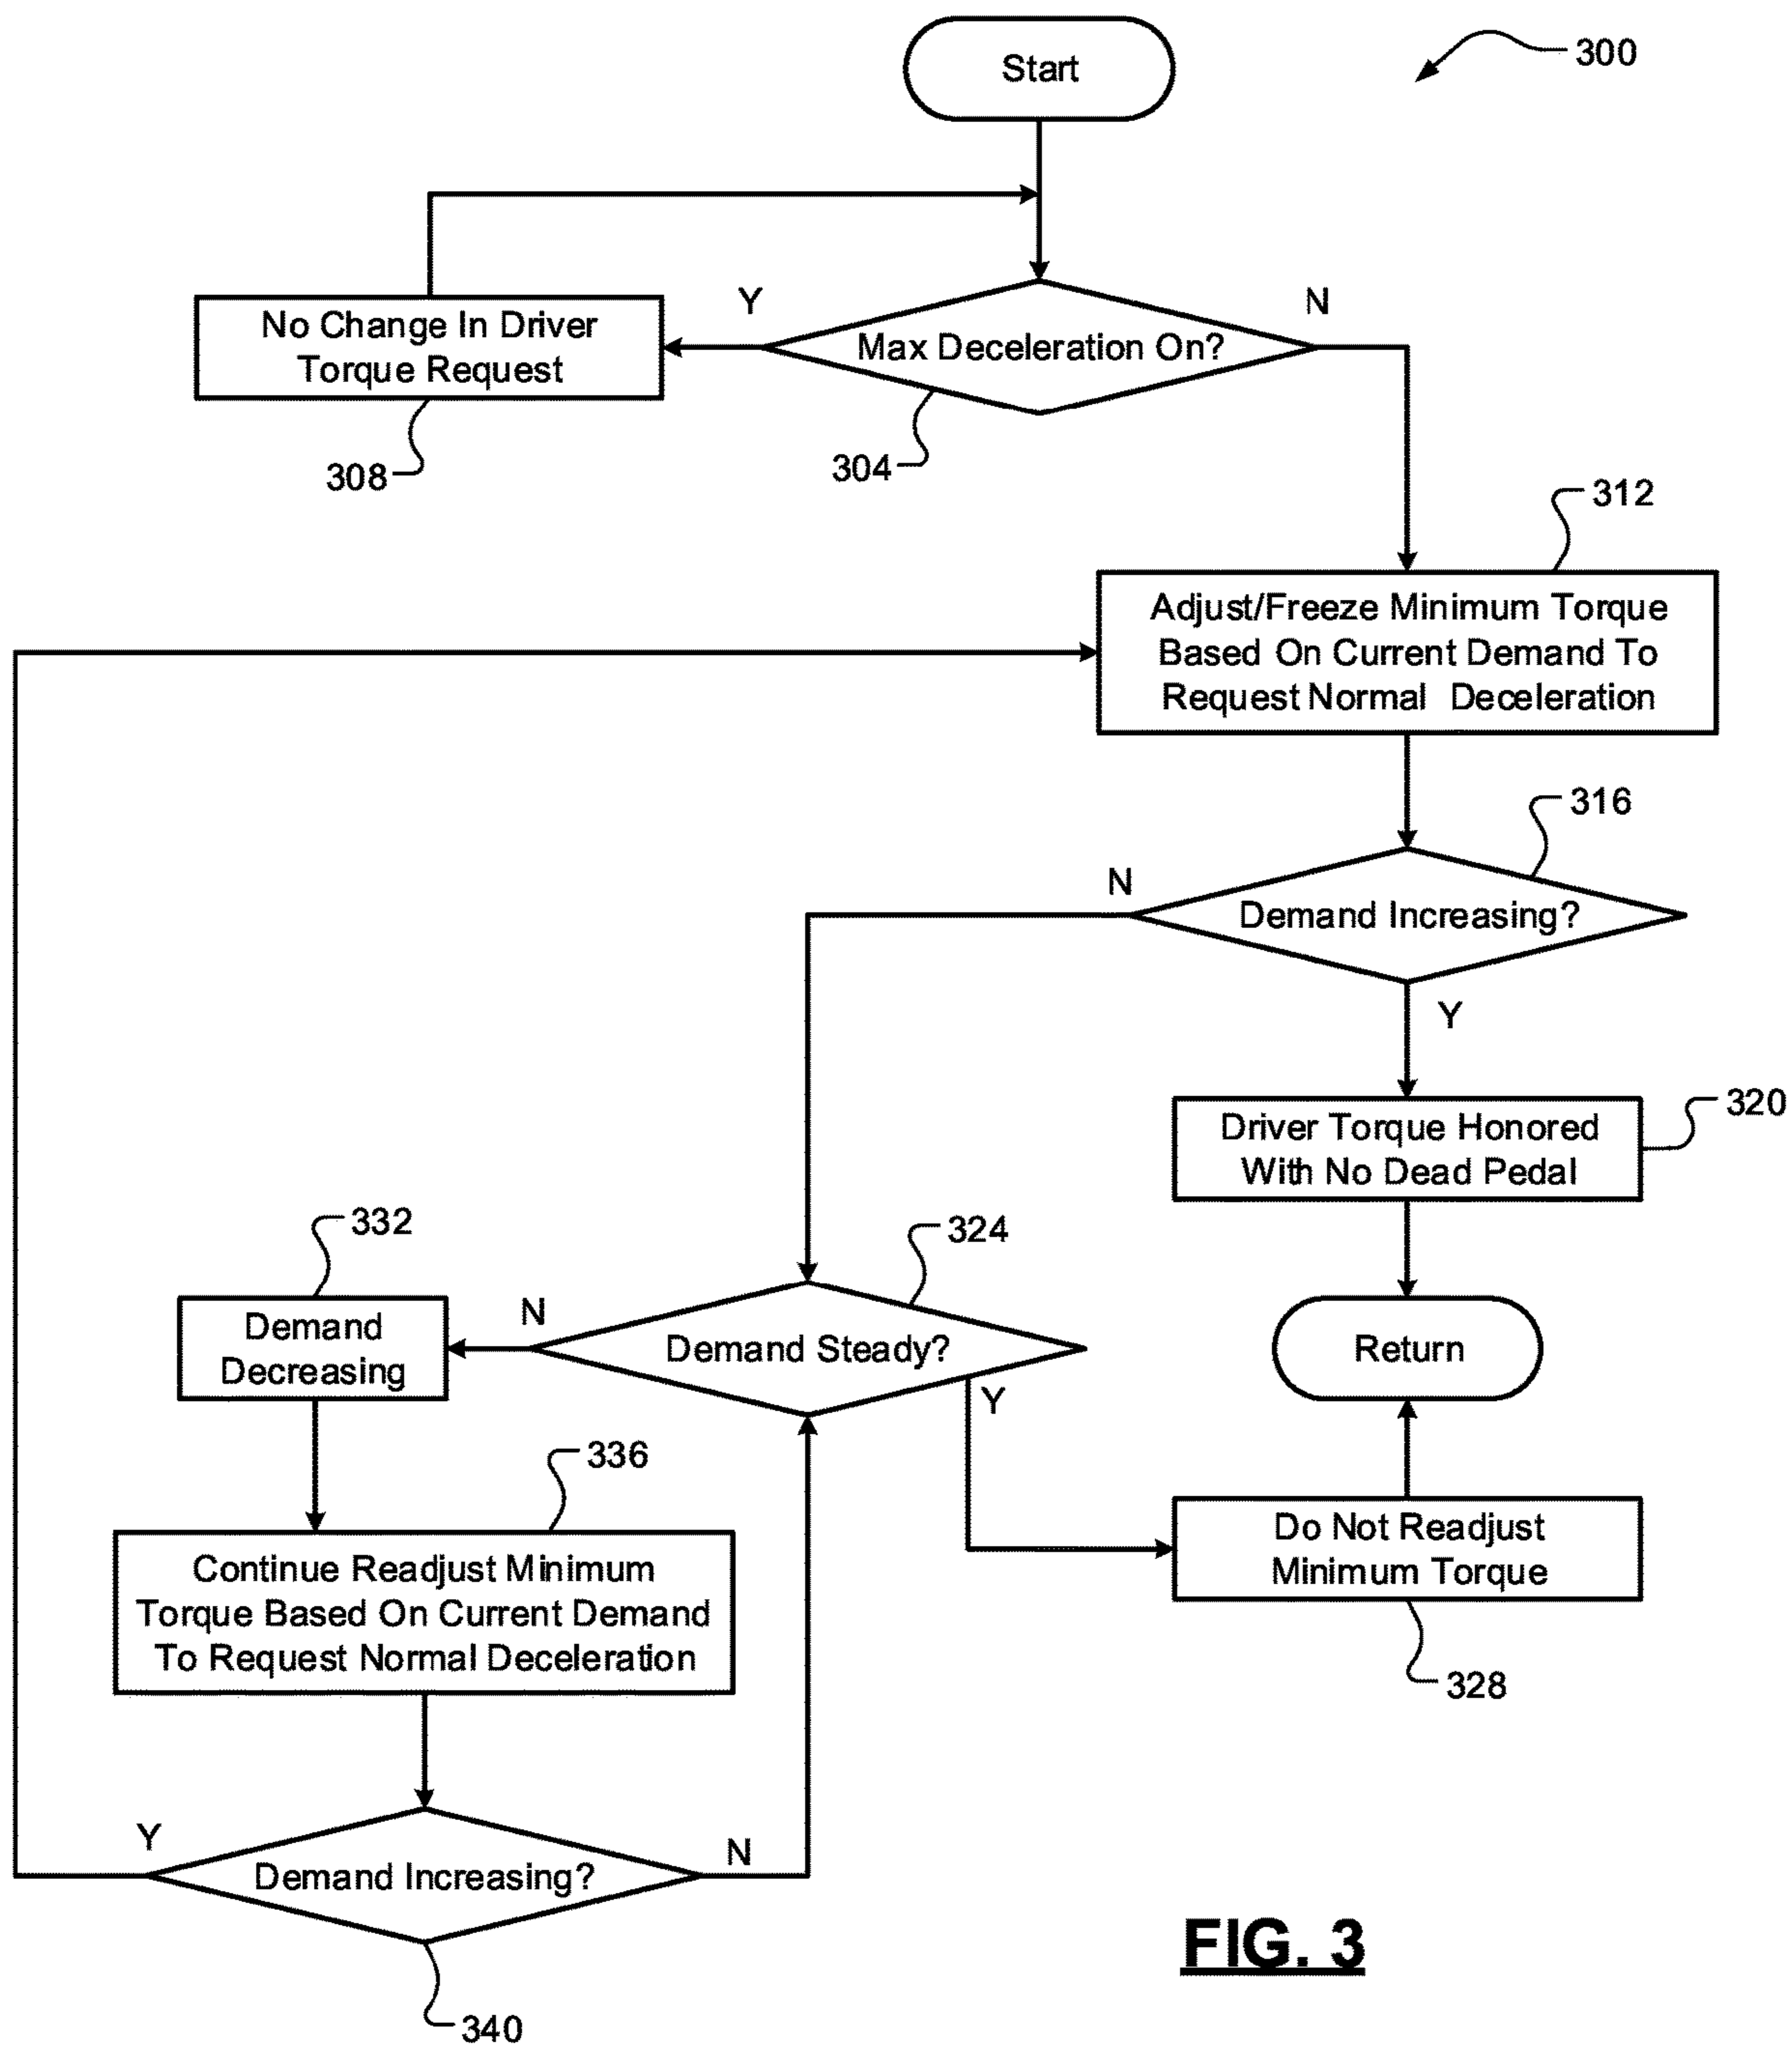 Start
300
Y
N
No Change In Driver
Torque Request
Max Deceleration On?
308
304
312
Adjust/Freeze Minimum Torque
Based On Current Demand To
Request Normal Deceleration
316
N
Demand Increasing?
Y
320
Driver Torque Honored
With No Dead Pedal
332
324
N
Demand
Decreasing
Demand Steady?
Return
Y
336
Continue Readjust Minimum
Torque Based On Current Demand
To Request Normal Deceleration
Do Not Readjust
Minimum Torque
328
Y
N
Demand Increasing?
340
FIG. 3